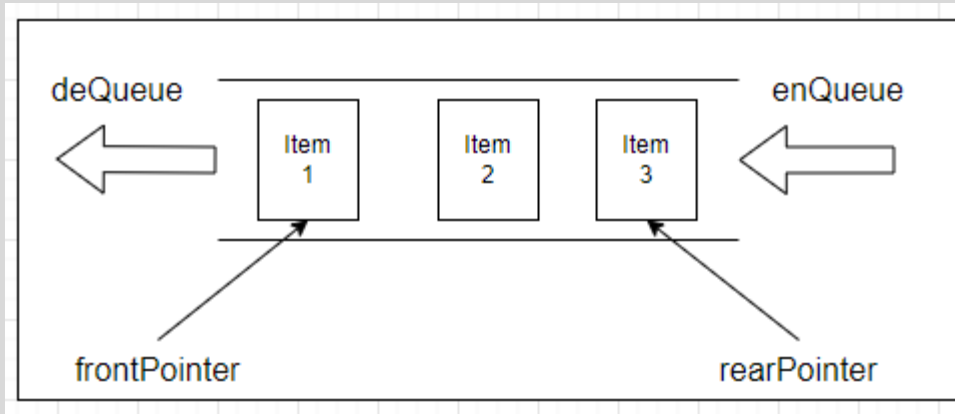 deQueue
enQueue
Item
1
Item
2
Item
3
frontPointer
rearPointer